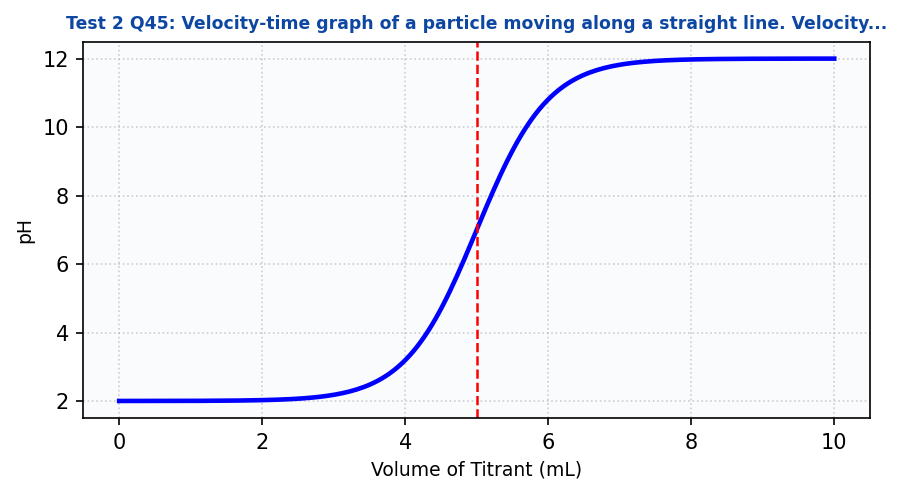 Test 2 Q45: Velocity-time graph of a particle moving along a straight line. Velocity...
12
10
8
6
4
2
pH
0 2 4 6 8 10
Volume of Titrant (mL)